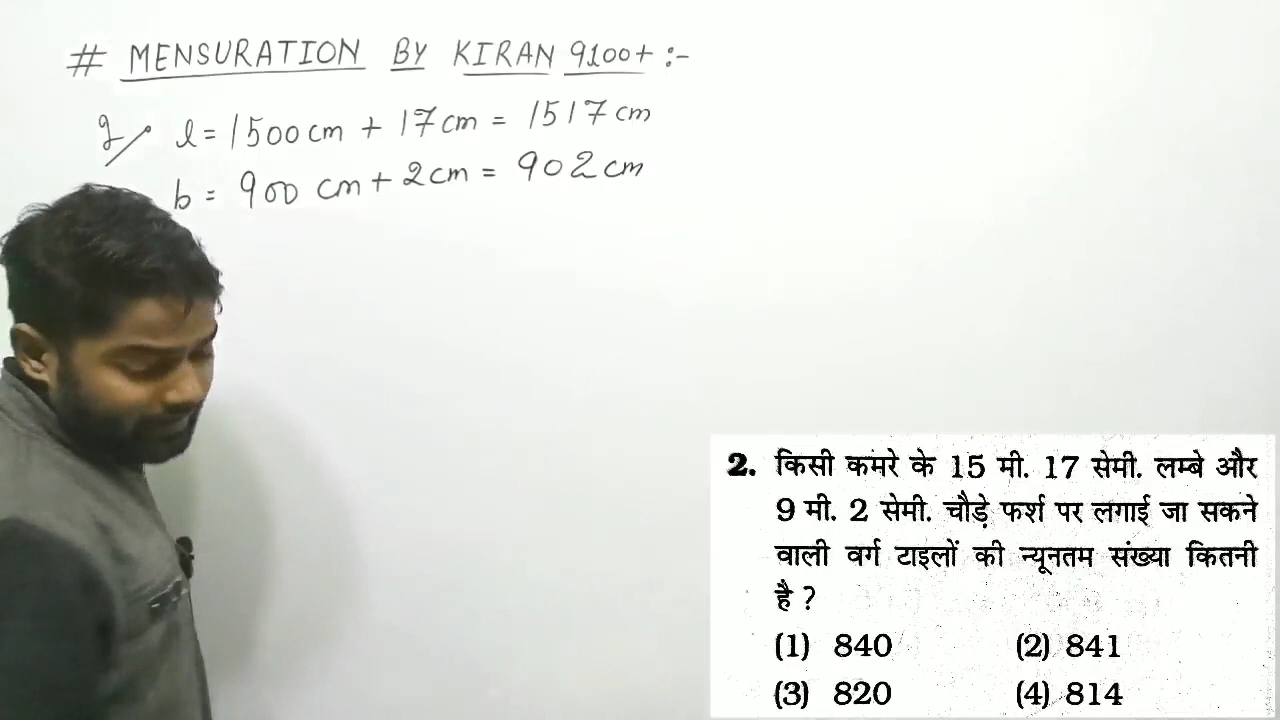 # MENSURATION BY KIRAN 9100+ :-
Q/. l = 1500 cm + 17 cm = 1517 cm
b = 900 cm + 2 cm = 902 cm
2. किसी कमरे के 15 मी. 17 सेमी. लम्बे और
9 मी. 2 सेमी. चौड़े फर्श पर लगाई जा सकने
वाली वर्ग टाइलों की न्यूनतम संख्या कितनी
है ?
(1) 840 (2) 841
(3) 820 (4) 814